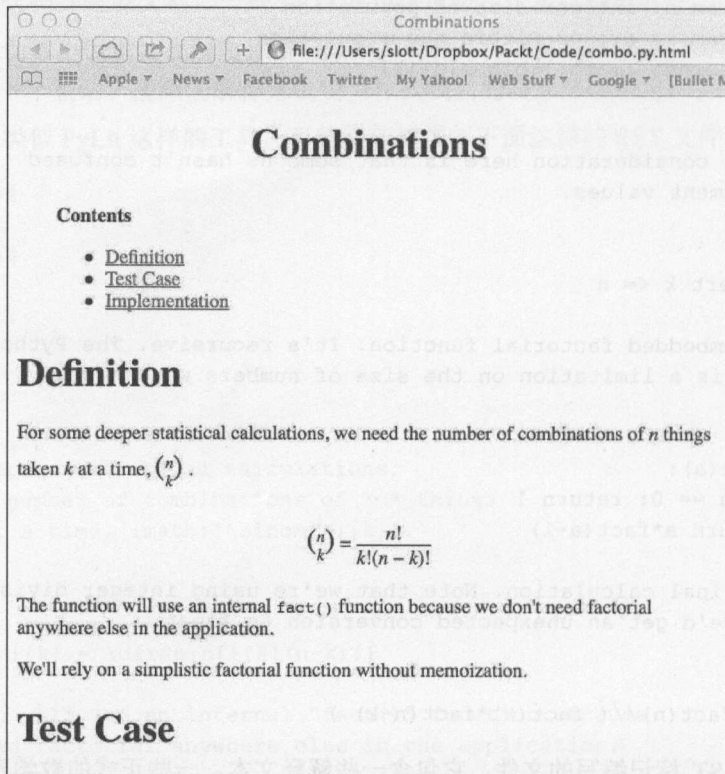 Combinations
+ file:///Users/slott/Dropbox/Packt/Code/combo.py.html
Apple ▾ News ▾ Facebook Twitter My Yahoo! Web Stuff ▾ Google ▾ [Bullet M
Combinations
Contents
• Definition
• Test Case
• Implementation
Definition
For some deeper statistical calculations, we need the number of combinations of n things
taken k at a time, (n k).
(n k) = n! / k!(n − k)!
The function will use an internal fact() function because we don't need factorial
anywhere else in the application.
We'll rely on a simplistic factorial function without memoization.
Test Case